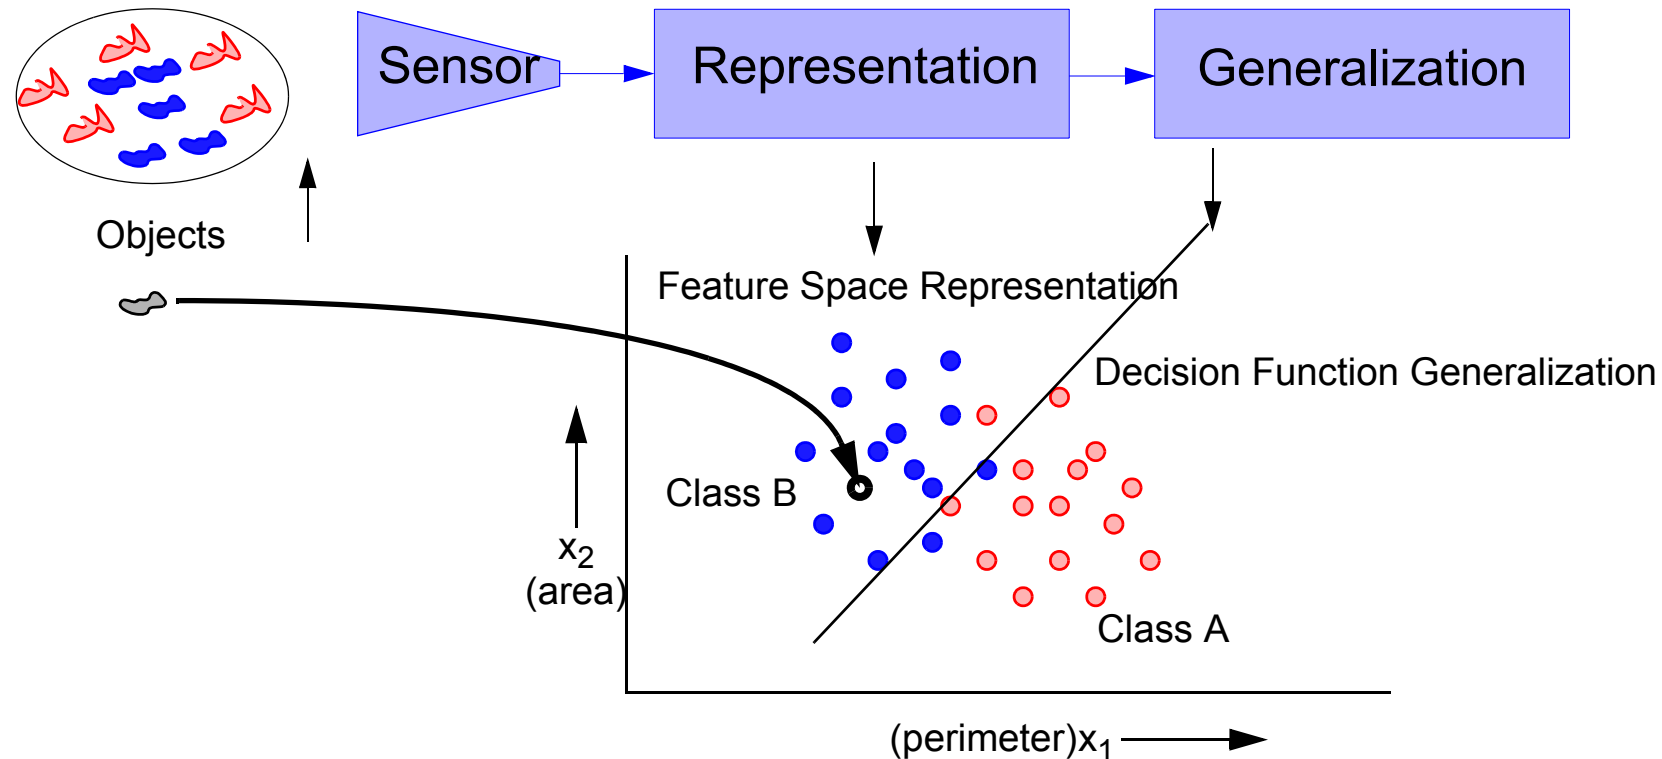 Sensor
Representation
Generalization
Objects
Feature Space Representation
Decision Function Generalization
Class B
x₂
(area)
Class A
(perimeter)x₁